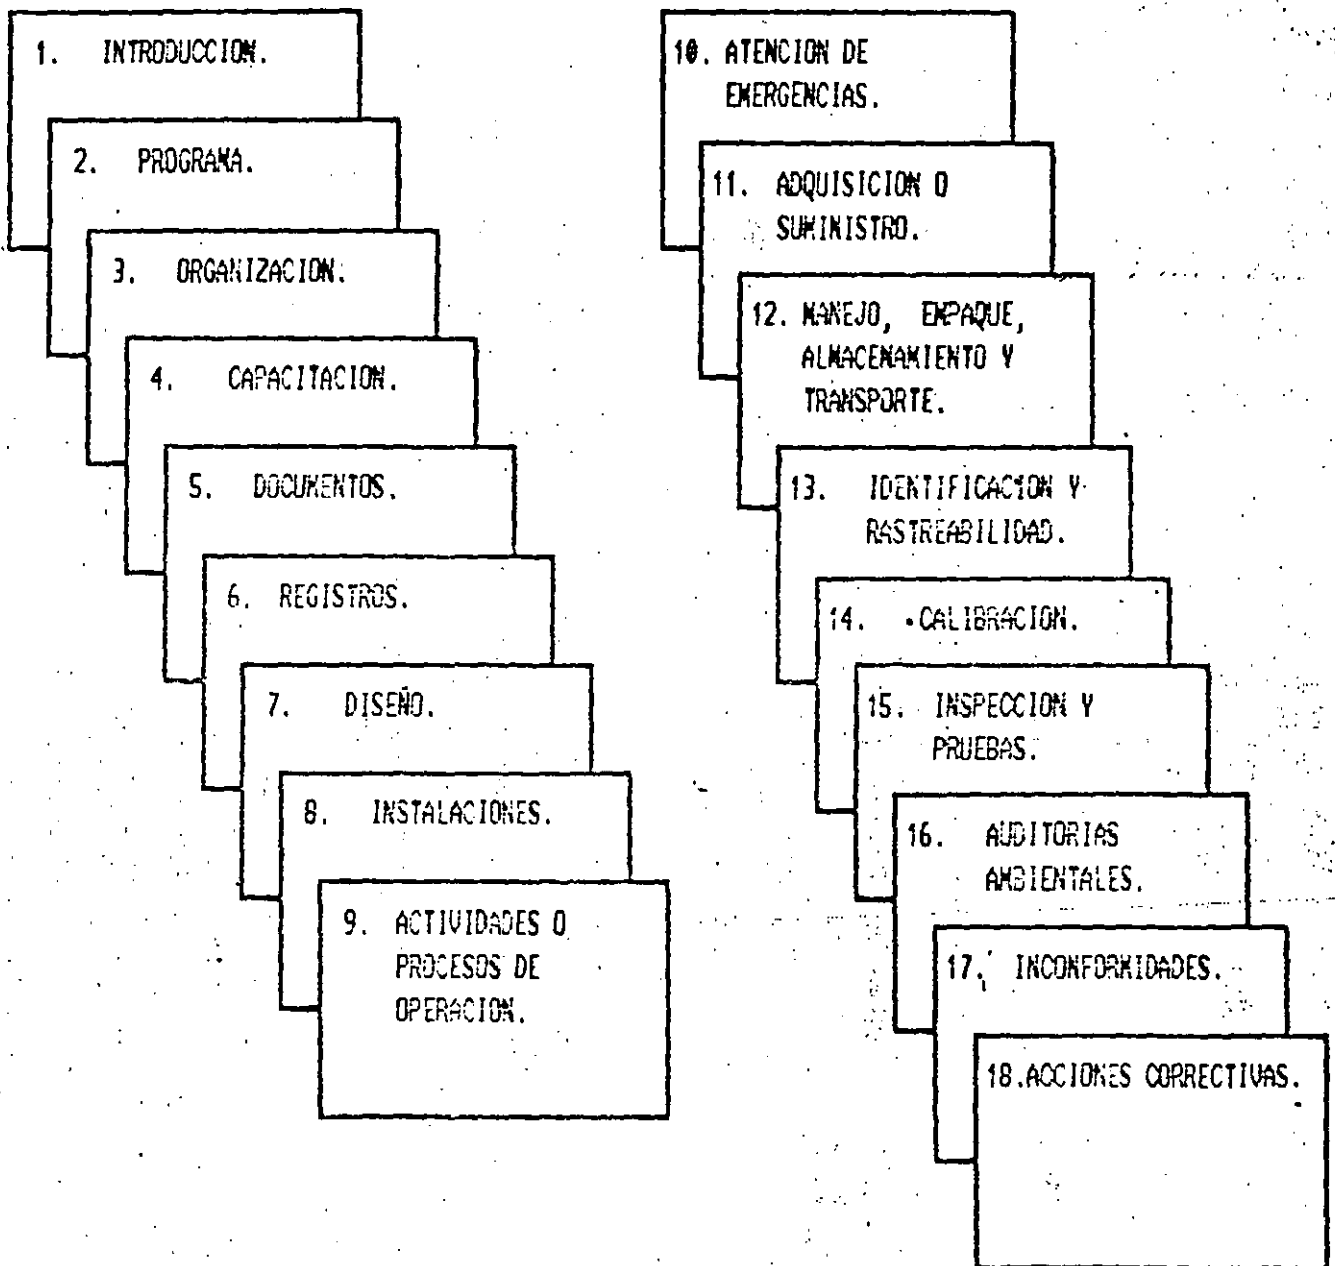 1. INTRODUCCION.
2. PROGRAMA.
3. ORGANIZACION.
4. CAPACITACION.
5. DOCUMENTOS.
6. REGISTROS.
7. DISEÑO.
8. INSTALACIONES.
9. ACTIVIDADES O
PROCESOS DE
OPERACION.
10. ATENCION DE
EMERGENCIAS.
11. ADQUISICION O
SUMINISTRO.
12. MANEJO, EMPAQUE,
ALMACENAMIENTO Y
TRANSPORTE.
13. IDENTIFICACION Y
RASTREABILIDAD.
14. CALIBRACION.
15. INSPECCION Y
PRUEBAS.
16. AUDITORIAS
AMBIENTALES.
17. INCONFORMIDADES.
18.ACCIONES CORRECTIVAS.